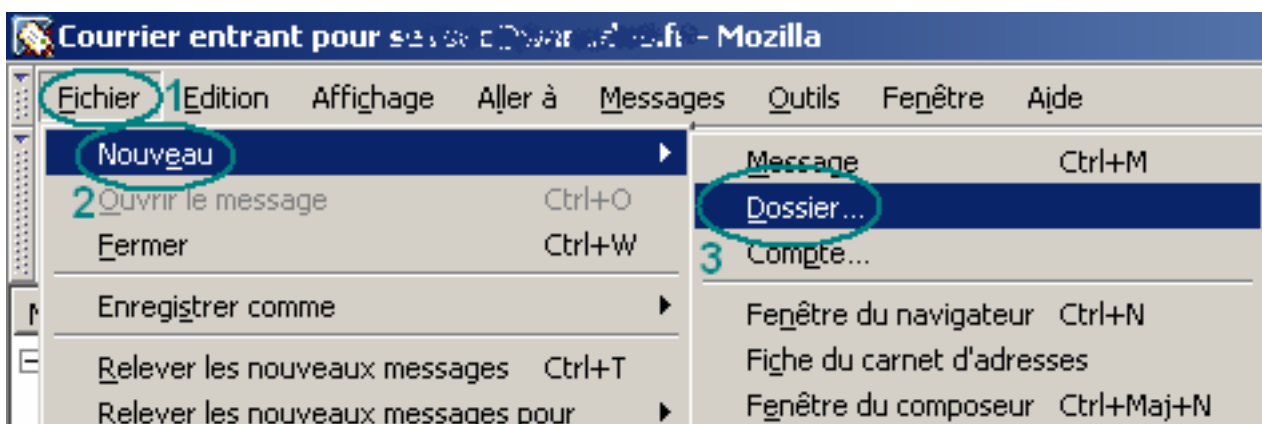 Courrier entrant pour - Mozilla
Fichier 1 Edition Affichage Aller à Messages Outils Fenêtre Aide
Nouveau
2 Ouvrir le message Ctrl+O
Fermer Ctrl+W
Enregistrer comme
Relever les nouveaux messages Ctrl+T
Relever les nouveaux messages pour
Message Ctrl+M
Dossier...
3 Compte...
Fenêtre du navigateur Ctrl+N
Fiche du carnet d'adresses
Fenêtre du composeur Ctrl+Maj+N